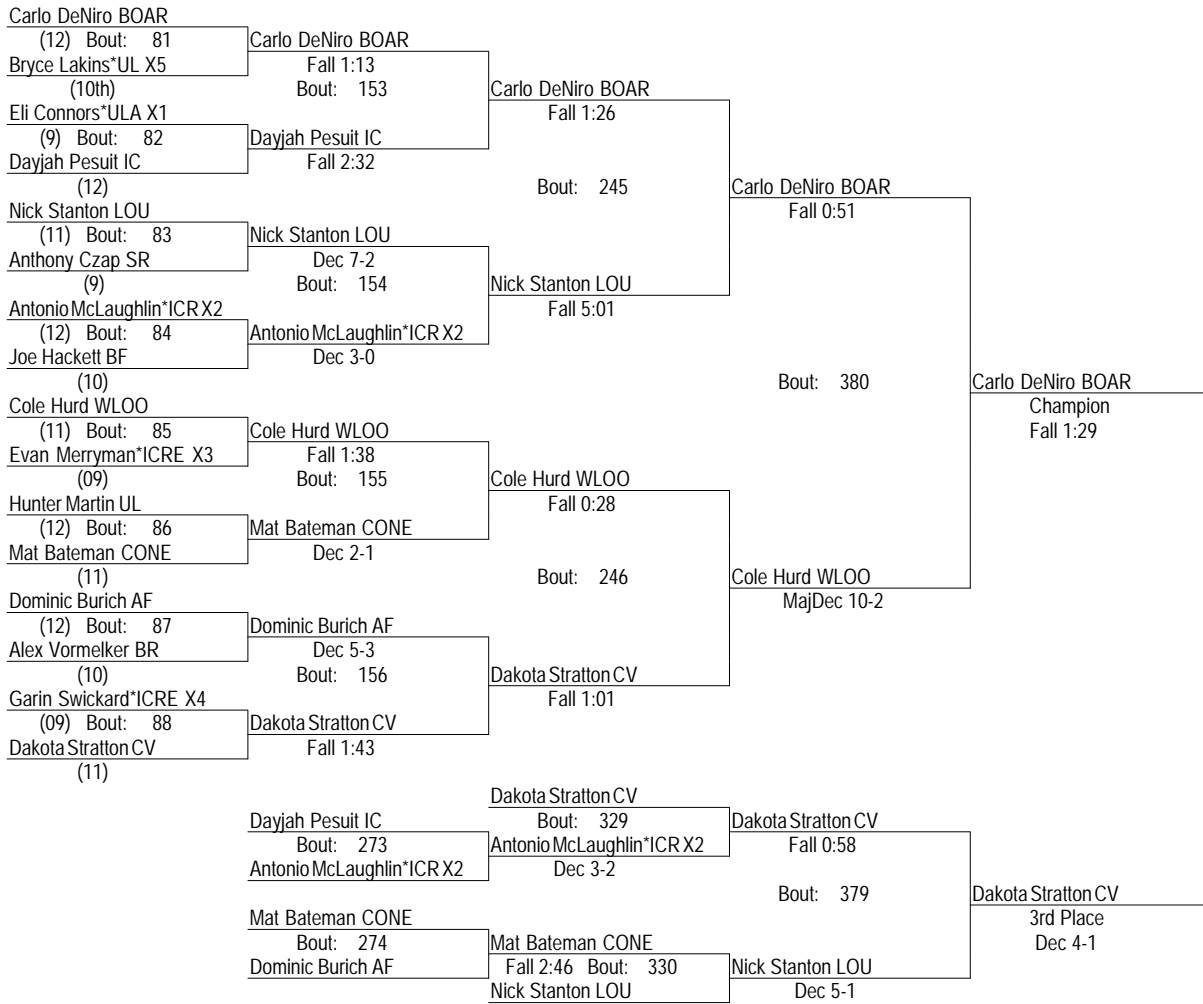 Carlo DeNiro BOAR
(12) Bout: 81
Bryce Lakins*UL X5
(10th)
Eli Connors*ULA X1
(9) Bout: 82
Dayjah Pesuit IC
(12)
Nick Stanton LOU
(11) Bout: 83
Anthony Czap SR
(9)
Antonio McLaughlin*ICR X2
(12) Bout: 84
Joe Hackett BF
(10)
Cole Hurd WLOO
(11) Bout: 85
Evan Merryman*ICRE X3
(09)
Hunter Martin UL
(12) Bout: 86
Mat Bateman CONE
(11)
Dominic Burich AF
(12) Bout: 87
Alex Vormelker BR
(10)
Garin Swickard*ICRE X4
(09) Bout: 88
Dakota Stratton CV
(11)
Carlo DeNiro BOAR
Fall 1:13
Bout: 153
Dayjah Pesuit IC
Fall 2:32
Nick Stanton LOU
Dec 7-2
Bout: 154
Antonio McLaughlin*ICR X2
Dec 3-0
Cole Hurd WLOO
Fall 1:38
Bout: 155
Mat Bateman CONE
Dec 2-1
Dominic Burich AF
Dec 5-3
Bout: 156
Dakota Stratton CV
Fall 1:43
Carlo DeNiro BOAR
Fall 1:26
Bout: 245
Nick Stanton LOU
Fall 5:01
Cole Hurd WLOO
Fall 0:28
Bout: 246
Dakota Stratton CV
Fall 1:01
Carlo DeNiro BOAR
Fall 0:51
Bout: 380
Cole Hurd WLOO
MajDec 10-2
Carlo DeNiro BOAR
Champion
Fall 1:29
Dayjah Pesuit IC
Bout: 273
Antonio McLaughlin*ICR X2
Mat Bateman CONE
Bout: 274
Dominic Burich AF
Dakota Stratton CV
Bout: 329
Antonio McLaughlin*ICR X2
Dec 3-2
Mat Bateman CONE
Fall 2:46 Bout: 330
Nick Stanton LOU
Dakota Stratton CV
Fall 0:58
Bout: 379
Nick Stanton LOU
Dec 5-1
Dakota Stratton CV
3rd Place
Dec 4-1